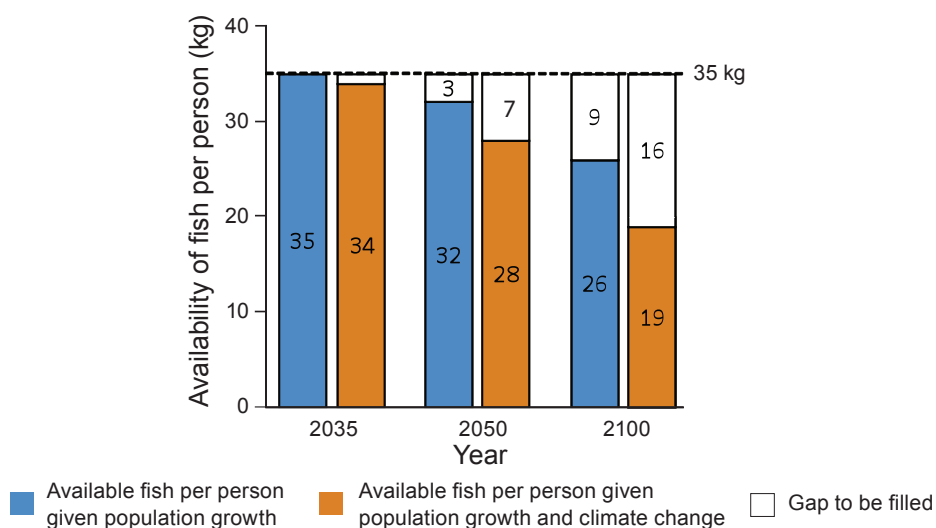 Availability of fish per person (kg)
40
30
20
10
0
35 kg
3
7
9
16
35
34
32
28
26
19
2035
2050
2100
Year
Available fish per person
given population growth
Available fish per person given
population growth and climate change
Gap to be filled